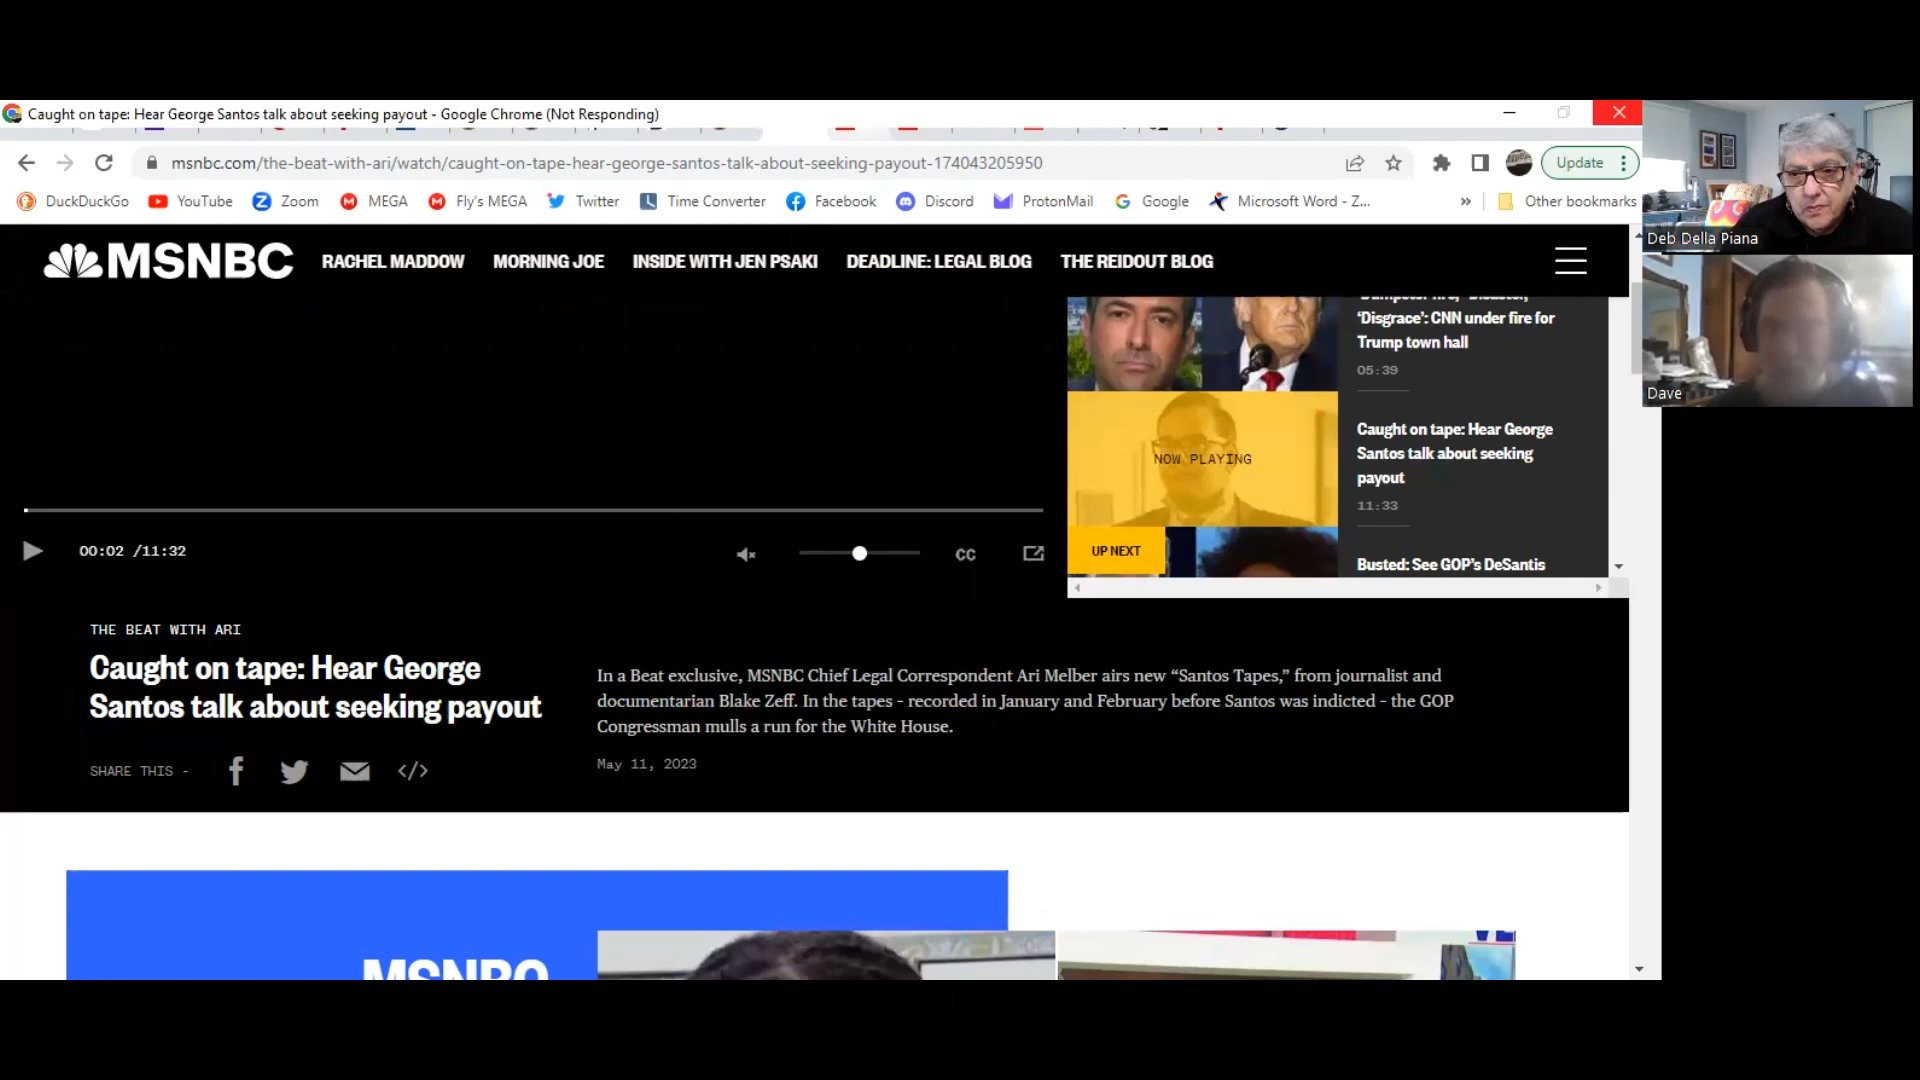 Caught on tape: Hear George Santos talk about seeking payout - Google Chrome (Not Responding)
msnbc.com/the-beat-with-ari/watch/caught-on-tape-hear-george-santos-talk-about-seeking-payout-174043205950
Update
DuckDuckGo YouTube Zoom MEGA Fly's MEGA Twitter Time Converter Facebook Discord ProtonMail Google Microsoft Word - Z... » Other bookmarks
Deb Della Piana
MSNBC RACHEL MADDOW MORNING JOE INSIDE WITH JEN PSAKI DEADLINE: LEGAL BLOG THE REIDOUT BLOG
‘Disgrace’: CNN under fire for
Trump town hall
05:39
Dave
Caught on tape: Hear George
Santos talk about seeking
payout
11:33
NOW PLAYING
UP NEXT
Busted: See GOP’s DeSantis
00:02 /11:32
CC
THE BEAT WITH ARI
Caught on tape: Hear George
Santos talk about seeking payout
In a Beat exclusive, MSNBC Chief Legal Correspondent Ari Melber airs new “Santos Tapes,” from journalist and
documentarian Blake Zeff. In the tapes - recorded in January and February before Santos was indicted - the GOP
Congressman mulls a run for the White House.
May 11, 2023
SHARE THIS -
MSNBC